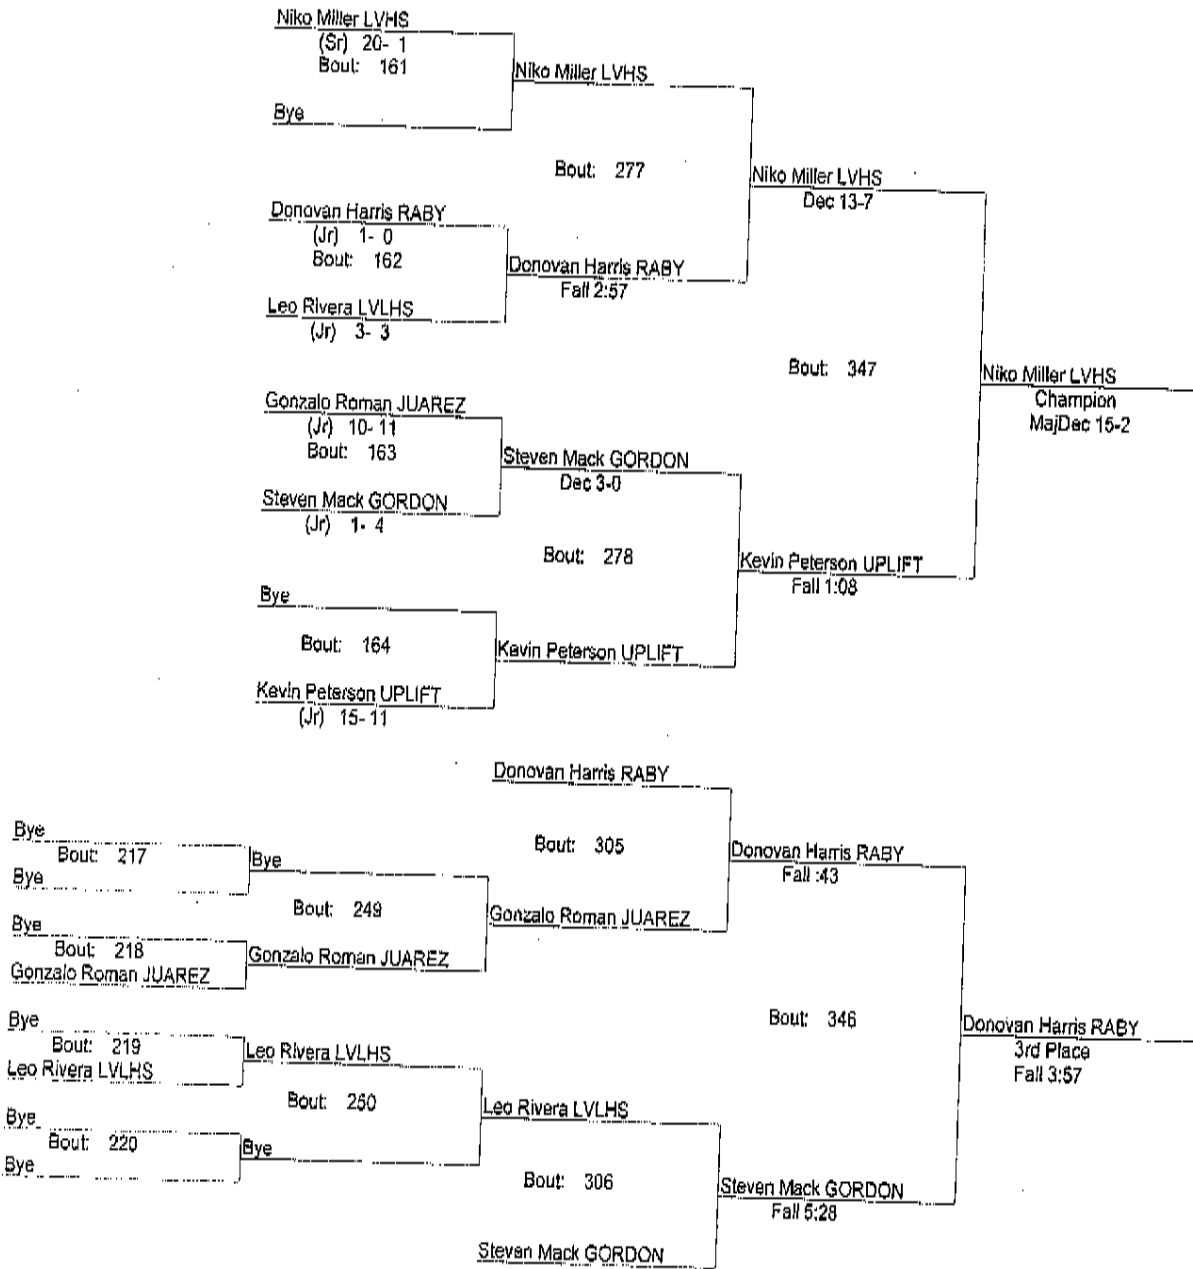 Niko Miller LVHS
(Sr) 20- 1
Bout: 161
Niko Miller LVHS
Bye
Bout: 277
Niko Miller LVHS
Dec 13-7
Donovan Harris RABY
(Jr) 1- 0
Bout: 162
Donovan Harris RABY
Fall 2:57
Leo Rivera LVLHS
(Jr) 3- 3
Bout: 347
Niko Miller LVHS
Champion
MajDec 15-2
Gonzalo Roman JUAREZ
(Jr) 10- 11
Bout: 163
Steven Mack GORDON
Dec 3-0
Steven Mack GORDON
(Jr) 1- 4
Bout: 278
Kevin Peterson UPLIFT
Fall 1:08
Bye
Bout: 164
Kevin Peterson UPLIFT
Kevin Peterson UPLIFT
(Jr) 15- 11
Donovan Harris RABY
Bye
Bout: 217
Bye
Bye
Bout: 305
Donovan Harris RABY
Fall :43
Bout: 249
Gonzalo Roman JUAREZ
Bye
Bout: 218
Gonzalo Roman JUAREZ
Gonzalo Roman JUAREZ
Bout: 346
Donovan Harris RABY
3rd Place
Fall 3:57
Bye
Bout: 219
Leo Rivera LVLHS
Leo Rivera LVLHS
Bout: 250
Leo Rivera LVLHS
Bye
Bout: 220
Bye
Bye
Bout: 306
Steven Mack GORDON
Fall 5:28
Steven Mack GORDON